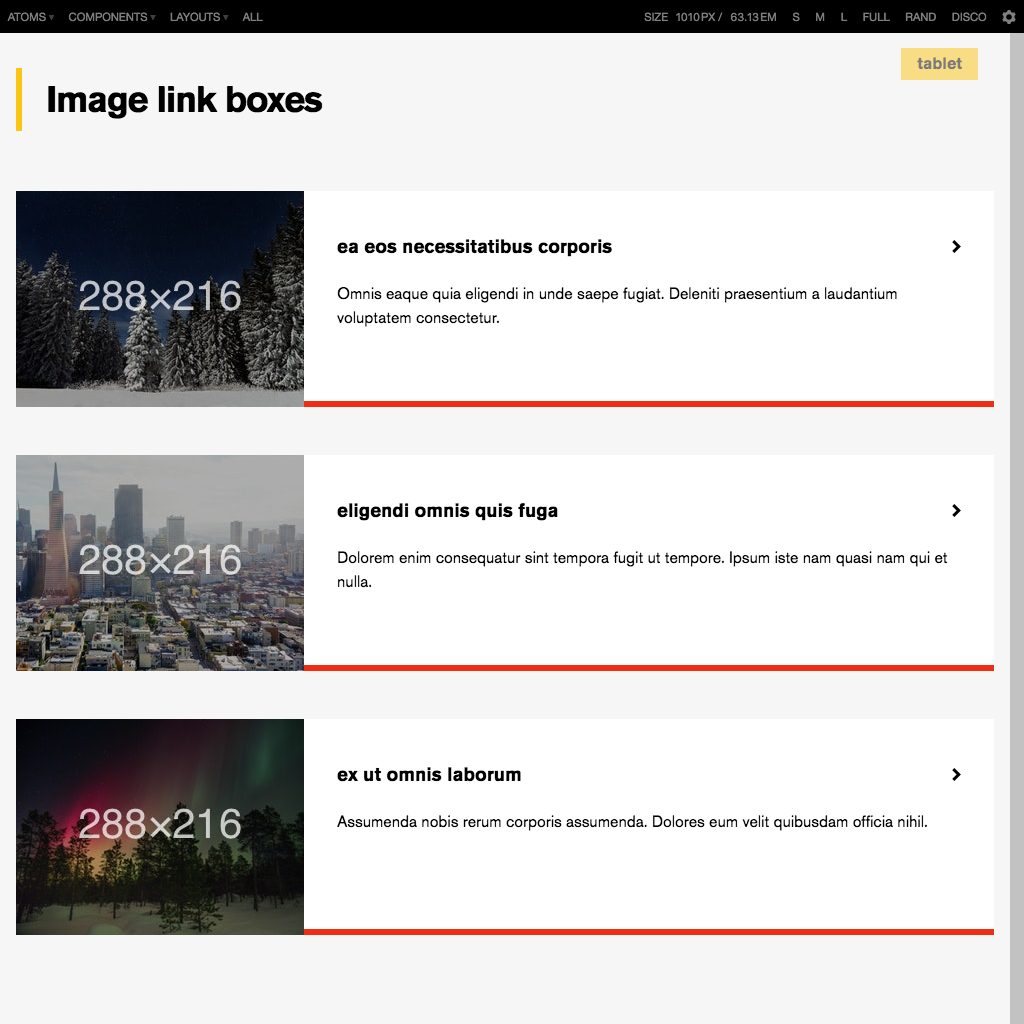 ATOMS ▾ COMPONENTS ▾ LAYOUTS ▾ ALL SIZE 1010PX / 63.13EM S M L FULL RAND DISCO
tablet
Image link boxes
288×216
ea eos necessitatibus corporis
Omnis eaque quia eligendi in unde saepe fugiat. Deleniti praesentium a laudantium
voluptatem consectetur.
288×216
eligendi omnis quis fuga
Dolorem enim consequatur sint tempora fugit ut tempore. Ipsum iste nam quasi nam qui et
nulla.
288×216
ex ut omnis laborum
Assumenda nobis rerum corporis assumenda. Dolores eum velit quibusdam officia nihil.